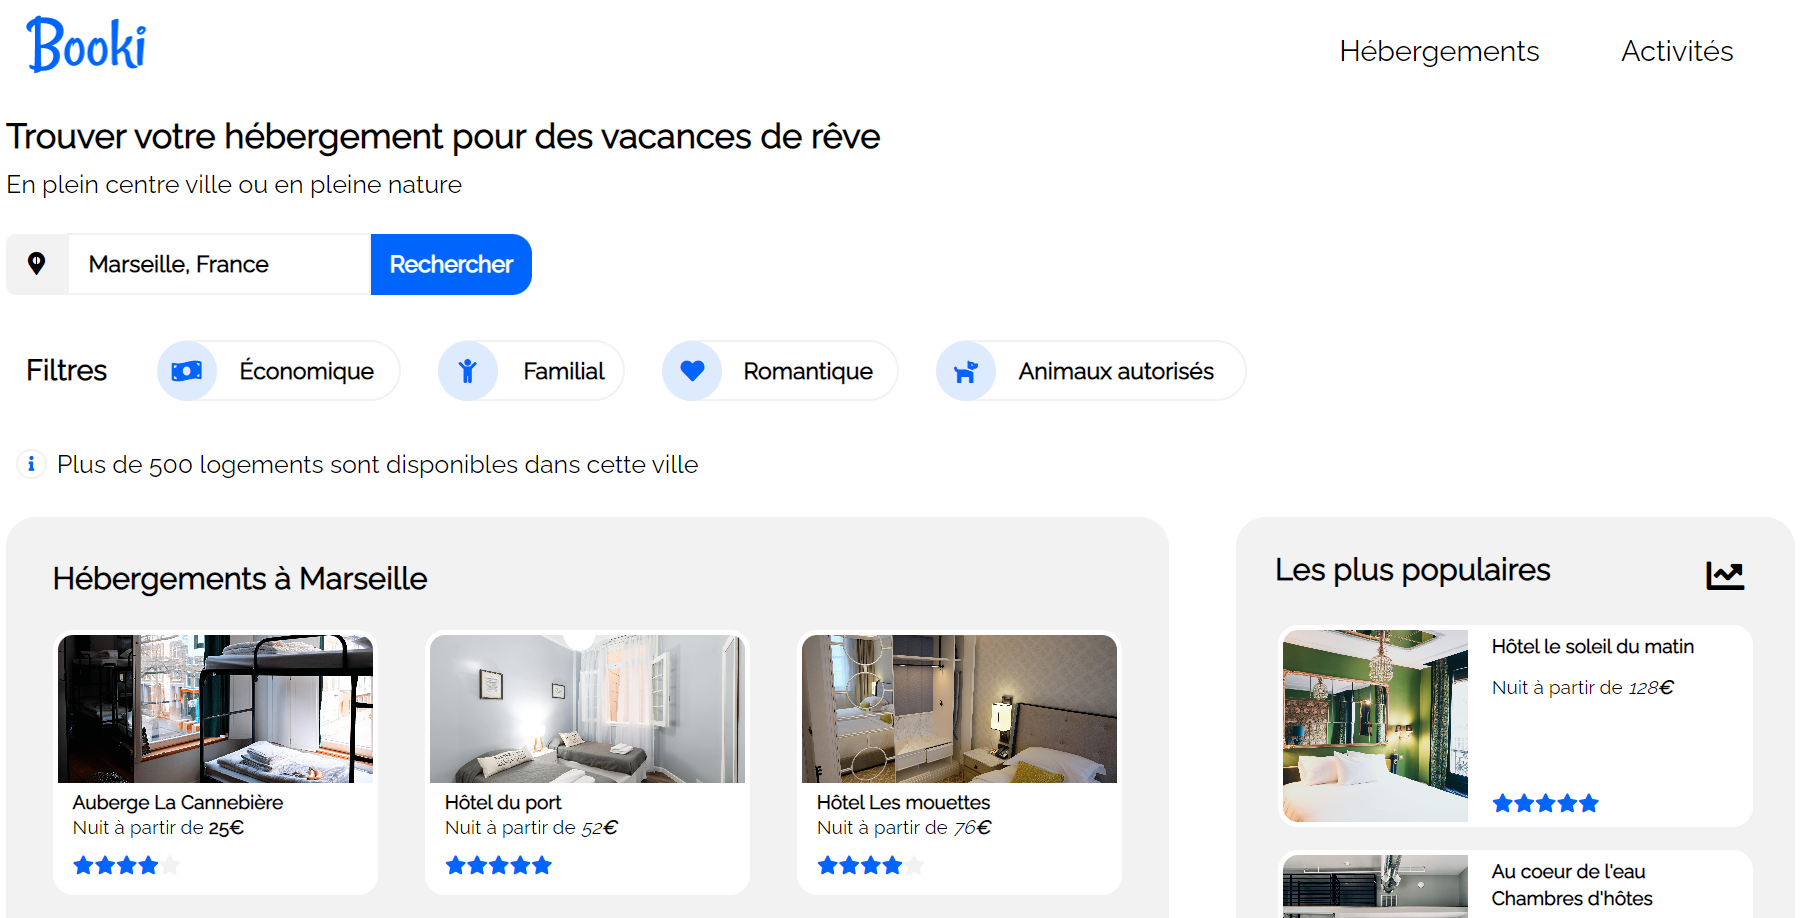 Booki
Hébergements
Activités
Trouver votre hébergement pour des vacances de rêve
En plein centre ville ou en pleine nature
Marseille, France
Rechercher
Filtres
Économique
Familial
Romantique
Animaux autorisés
Plus de 500 logements sont disponibles dans cette ville
Hébergements à Marseille
Auberge La Cannebière
Nuit à partir de 25€
Hôtel du port
Nuit à partir de 52€
Hôtel Les mouettes
Nuit à partir de 76€
Les plus populaires
Hôtel le soleil du matin
Nuit à partir de 128€
Au coeur de l'eau
Chambres d'hôtes